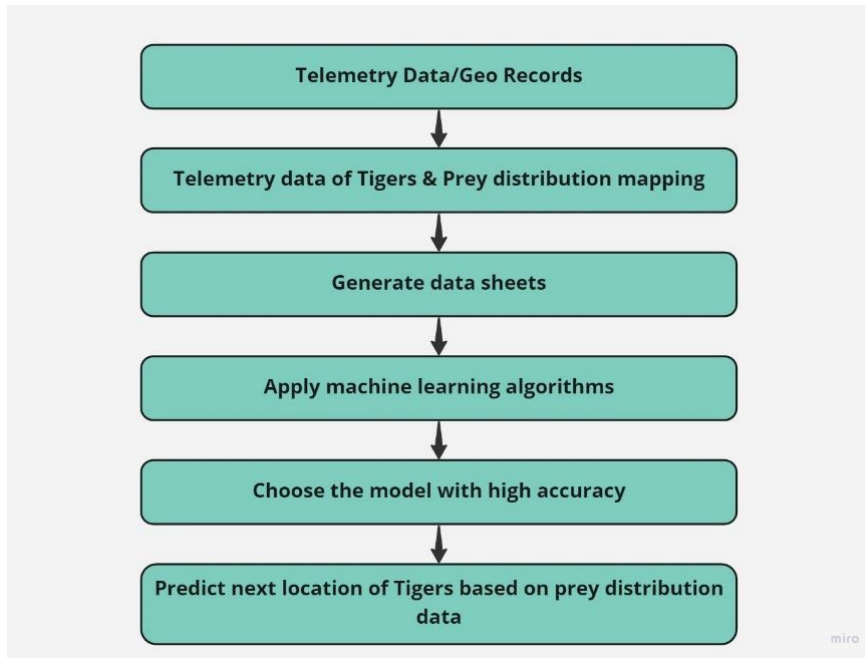 Telemetry Data/Geo Records
Telemetry data of Tigers & Prey distribution mapping
Generate data sheets
Apply machine learning algorithms
Choose the model with high accuracy
Predict next location of Tigers based on prey distribution
data
miro